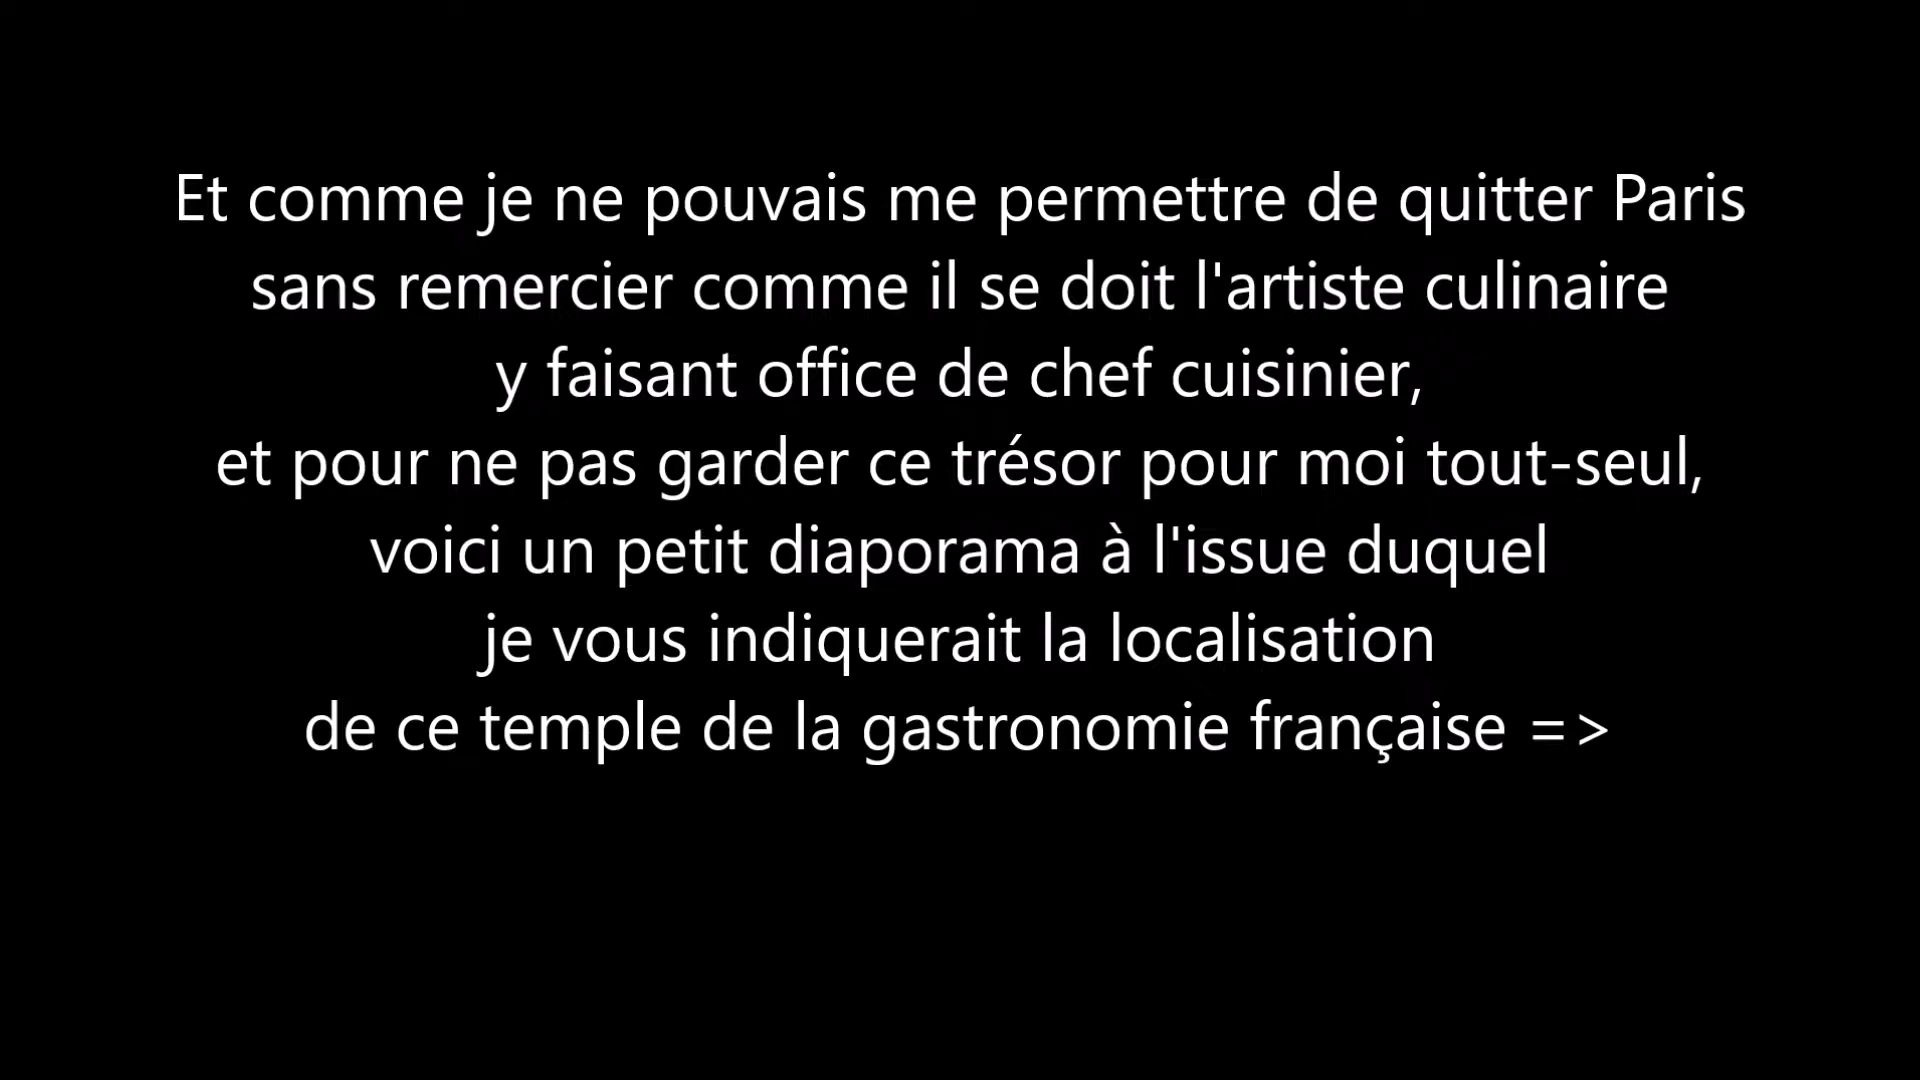 Et comme je ne pouvais me permettre de quitter Paris
sans remercier comme il se doit l'artiste culinaire
y faisant office de chef cuisinier,
et pour ne pas garder ce trésor pour moi tout-seul,
voici un petit diaporama à l'issue duquel
je vous indiquerait la localisation
de ce temple de la gastronomie française =>